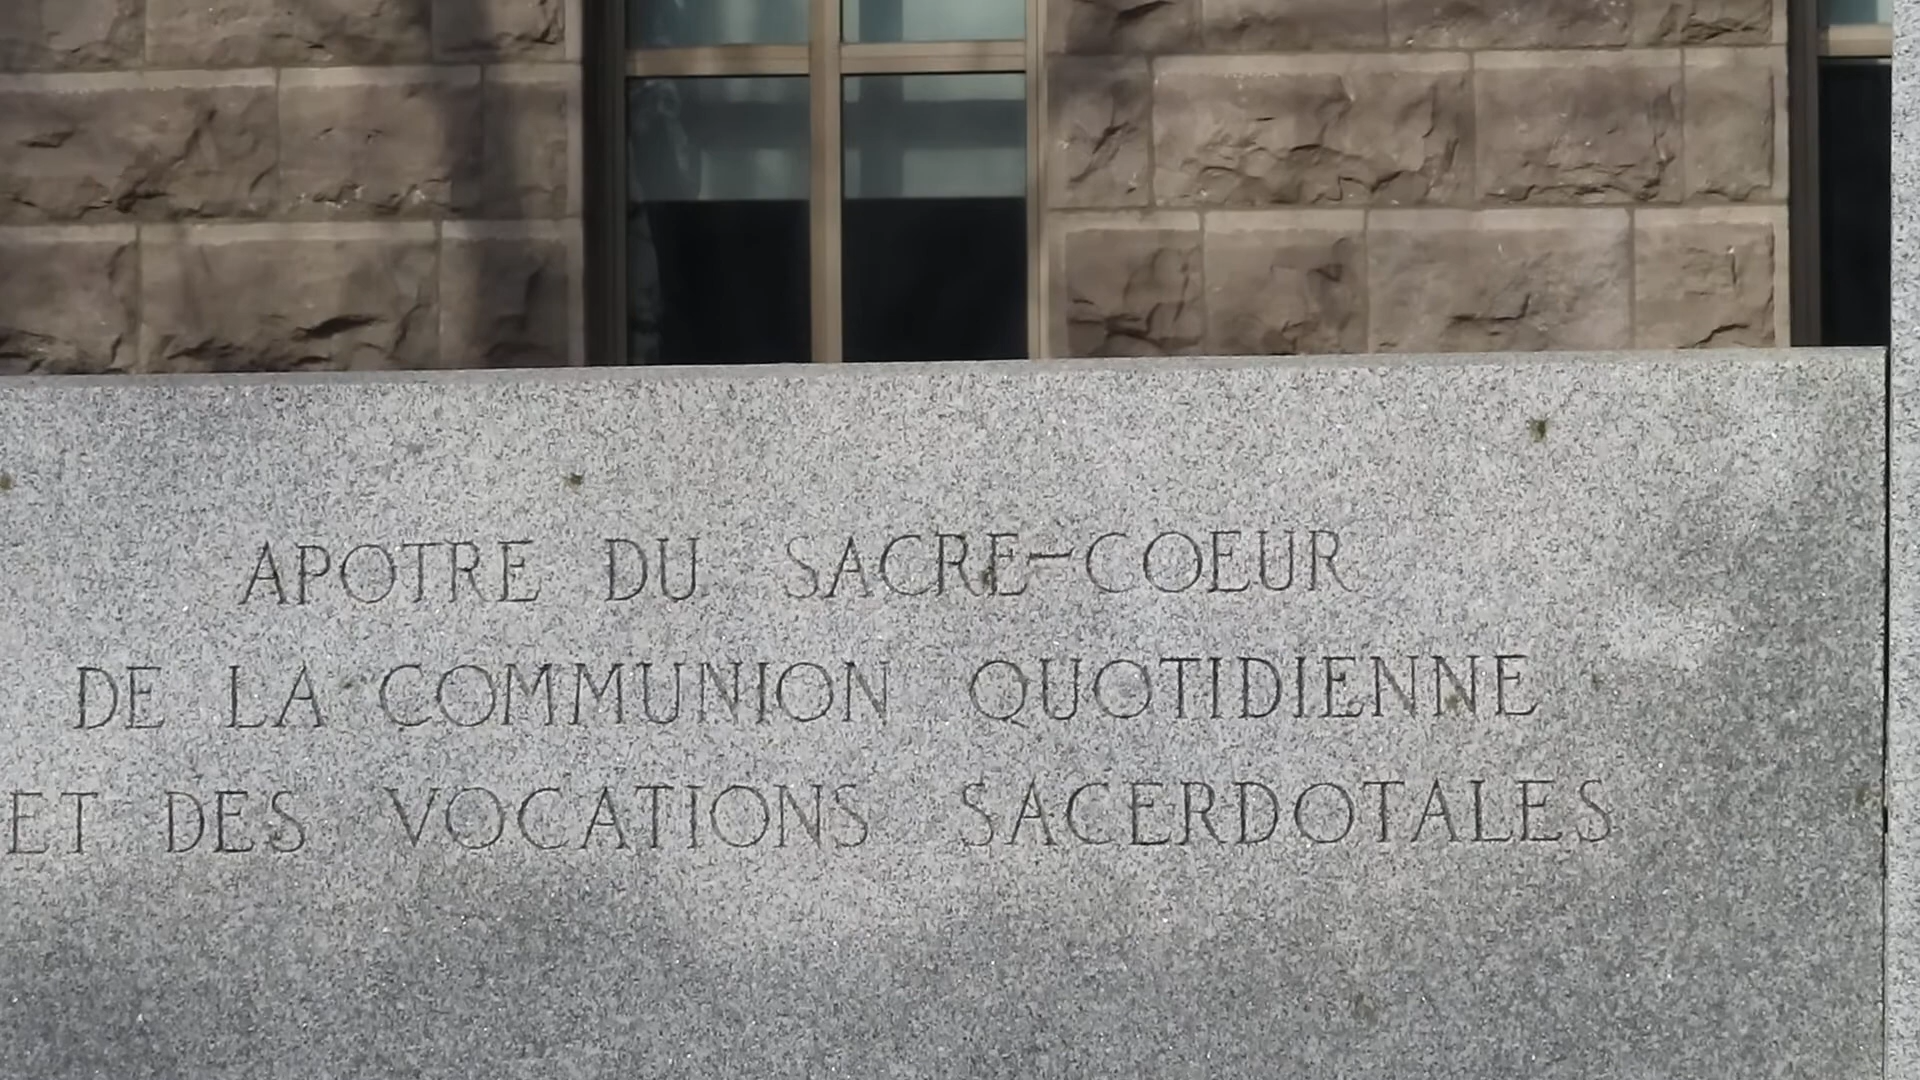 APOTRE DU SACRE-COEUR
DE LA COMMUNION QUOTIDIENNE
ET DES VOCATIONS SACERDOTALES